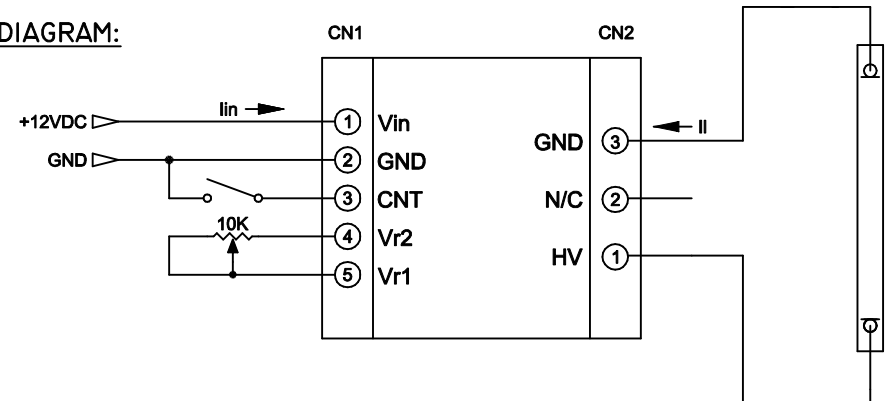 DIAGRAM:
CN1
CN2
+12VDC
Iin
1
Vin
GND
2
GND
3
CNT
10K
4
Vr2
5
Vr1
GND
3
Il
N/C
2
HV
1